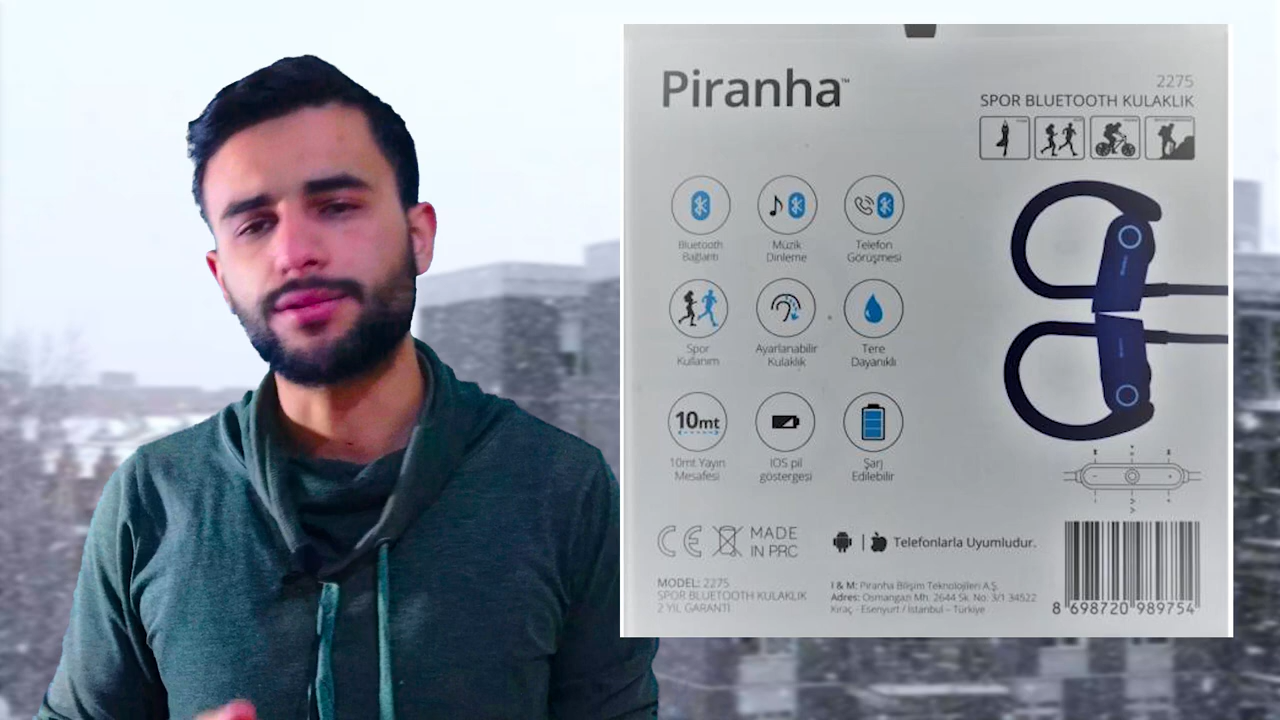 Piranha™
2275
SPOR BLUETOOTH KULAKLIK
Bluetooth
Bağlantı
Müzik
Dinleme
Telefon
Görüşmesi
Spor
Kullanım
Ayarlanabilir
Kulaklık
Tere
Dayanıklı
10mt
10mt Yayın
Mesafesi
IOS pil
göstergesi
Şarj
Edilebilir
CE
MADE
IN PRC
Telefonlarla Uyumludur.
MODEL: 2275
SPOR BLUETOOTH KULAKLIK
2 YIL GARANTİ
I & M: Piranha Bilişim Teknolojileri A.Ş.
Adres: Osmangazi Mh. 2644 Sk. No: 3/1 34522
Kıraç - Esenyurt / İstanbul – Türkiye
8 698720 989754